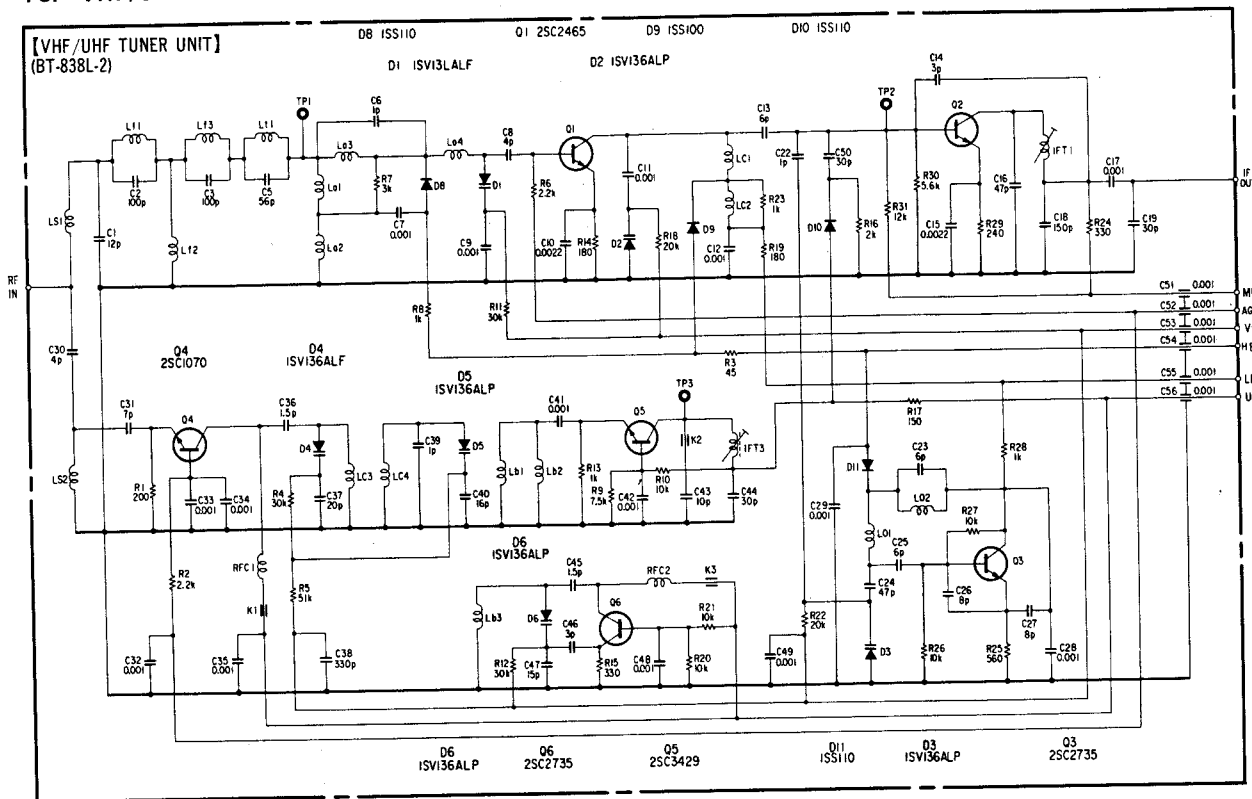 【VHF/UHF TUNER UNIT】
(BT-838L-2)
D8 ISS110
Q1 2SC2465
D9 ISS100
D10 ISS110
D1 ISV13LALF
D2 ISV136ALP
TP1
C6
1p
Lf1
Lf3
Lt1
C2
100p
C3
100p
C5
56p
LS1
C1
12p
Lf2
La3
La1
La2
R7
3k
C7
0.001
D8
La4
D1
C8
4p
C9
0.001
R6
2.2k
Q1
C10
0.0022
R14
180
C11
0.001
D2
R18
20k
D9
LC1
LC2
R23
1k
C12
0.001
R19
180
C13
6p
C22
1p
C50
30p
D10
R16
2k
TP2
R31
12k
C14
3p
Q2
R30
5.6k
C15
0.0022
R29
240
C16
47p
IFT1
C17
0.001
C18
150p
R24
330
C19
30p
IF
OUT
RF
IN
R8
1k
R11
30k
R3
45
C51 0.001
C52 0.001
C53 0.001
C54 0.001
C55 0.001
C56 0.001
C30
4p
Q4
2SC1070
D4
ISV136ALF
D5
ISV136ALP
C31
7p
Q4
LS2
R1
200
C33
0.001
C34
0.001
C36
1.5p
D4
R4
30k
C37
20p
LC3
LC4
C39
1p
D5
C40
16p
Lb1
Lb2
C41
0.001
R13
1k
R9
7.5k
Q5
C42
0.001
R10
10k
TP3
K2
C43
10p
IFT3
C44
30p
R17
150
D11
C29
0.001
C23
6p
LO2
LO1
C25
6p
C24
47p
R27
10k
R28
1k
Q3
C26
8p
C27
8p
C28
0.001
R25
560
R26
10k
D3
R22
20k
C49
0.001
R2
2.2k
RFC1
K1
C32
0.001
C35
0.001
R5
51k
C38
330p
D6
ISV136ALP
C45
1.5p
RFC2
K3
Lb3
D6
C46
3p
Q6
R21
10k
R12
30k
C47
15p
R15
330
C48
0.001
R20
10k
D6
ISV136ALP
Q6
2SC2735
Q5
2SC3429
D11
ISS110
D3
ISV136ALP
Q3
2SC2735